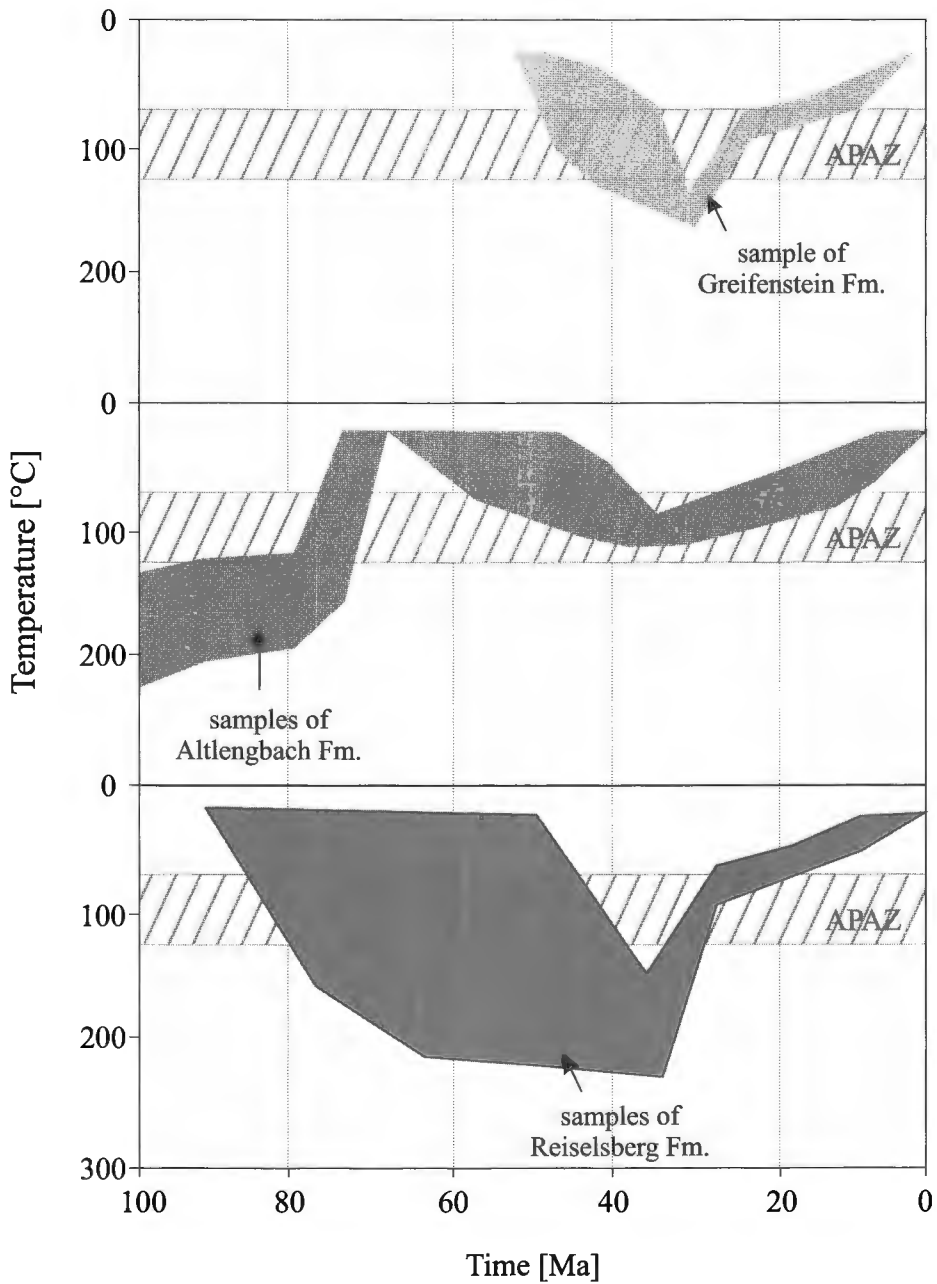 0
100
APAZ
sample of
Greifenstein Fm.
200
0
100
APAZ
200
samples of
Altlengbach Fm.
0
100
APAZ
200
samples of
Reiselsberg Fm.
300
100 80 60 40 20 0
Time [Ma]
Temperature [°C]